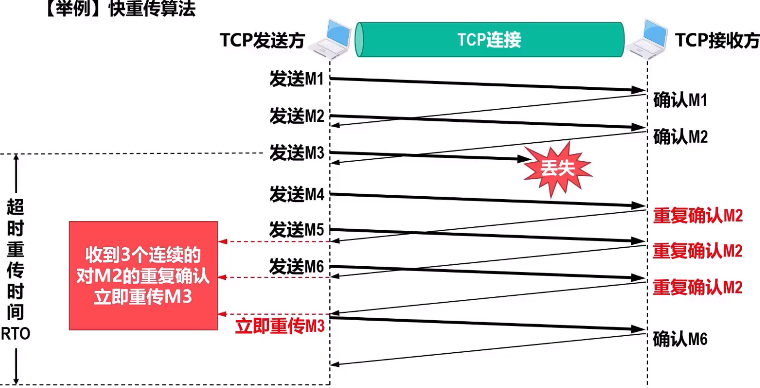 【举例】快重传算法
TCP发送方
TCP连接
TCP接收方
发送M1
确认M1
发送M2
确认M2
发送M3
丢失
发送M4
重复确认M2
发送M5
重复确认M2
发送M6
重复确认M2
收到3个连续的
对M2的重复确认
立即重传M3
立即重传M3
确认M6
超时重传时间
RTO